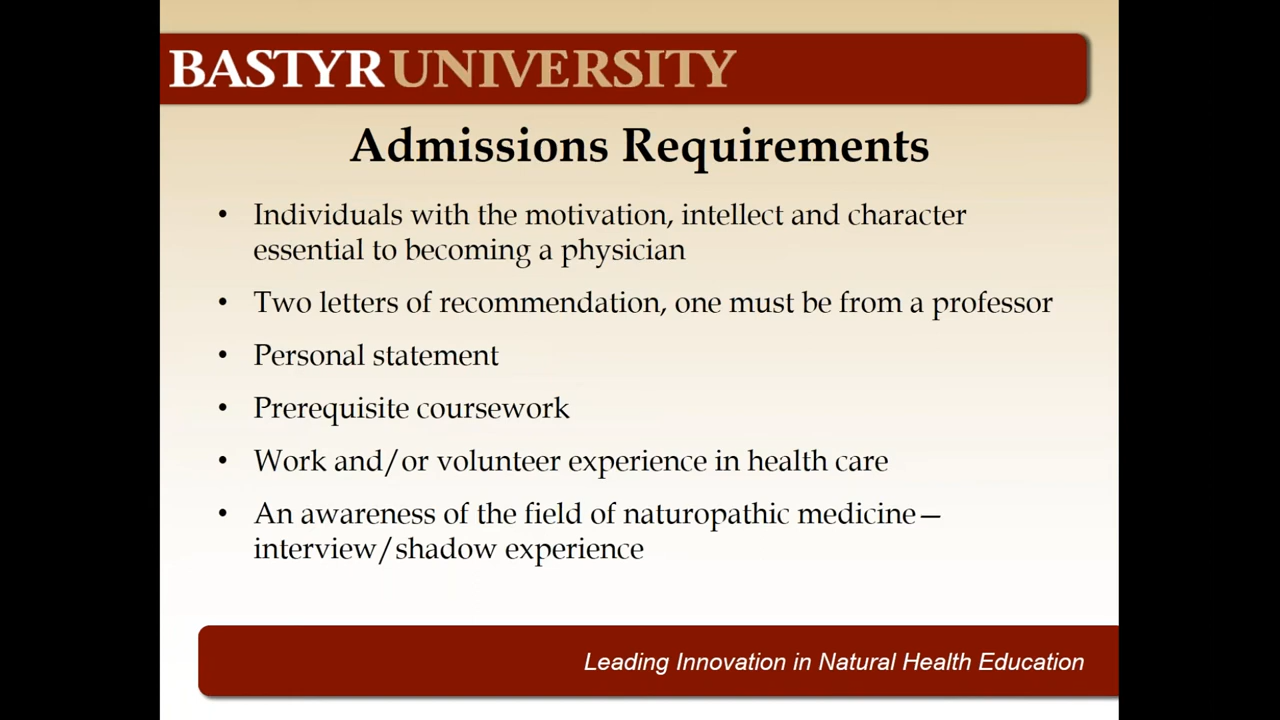 BASTYR UNIVERSITY
Admissions Requirements
• Individuals with the motivation, intellect and character
essential to becoming a physician
• Two letters of recommendation, one must be from a professor
• Personal statement
• Prerequisite coursework
• Work and/or volunteer experience in health care
• An awareness of the field of naturopathic medicine—
interview/shadow experience
Leading Innovation in Natural Health Education